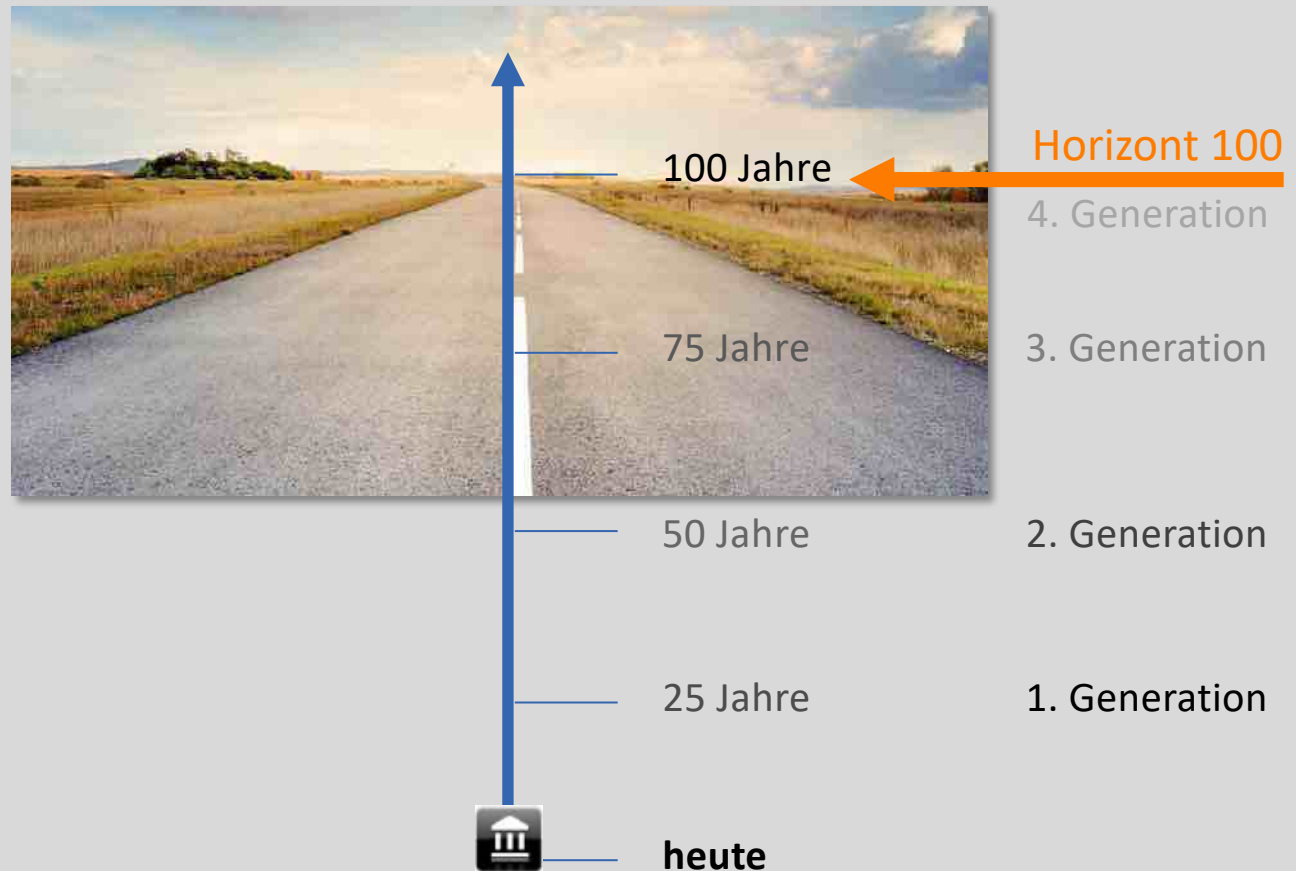 Horizont 100
100 Jahre
4. Generation
75 Jahre 3. Generation
50 Jahre 2. Generation
25 Jahre 1. Generation
heute